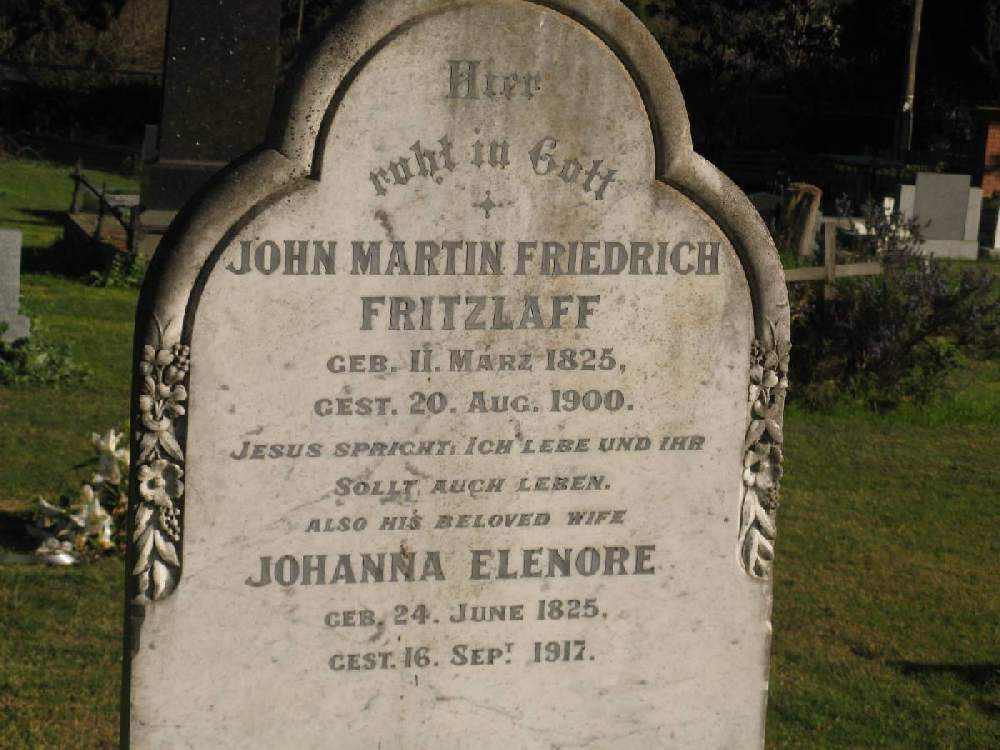 Hier
ruht in Gott
JOHN MARTIN FRIEDRICH
FRITZLAFF
GEB. 11. MARZ 1825,
GEST. 20. AUG. 1900.
JESUS SPRICHT: ICH LEBE UND IHR
SOLLT AUCH LEBEN.
ALSO HIS BELOVED WIFE
JOHANNA ELENORE
GEB. 24. JUNE 1825,
GEST. 16. SEPT. 1917.